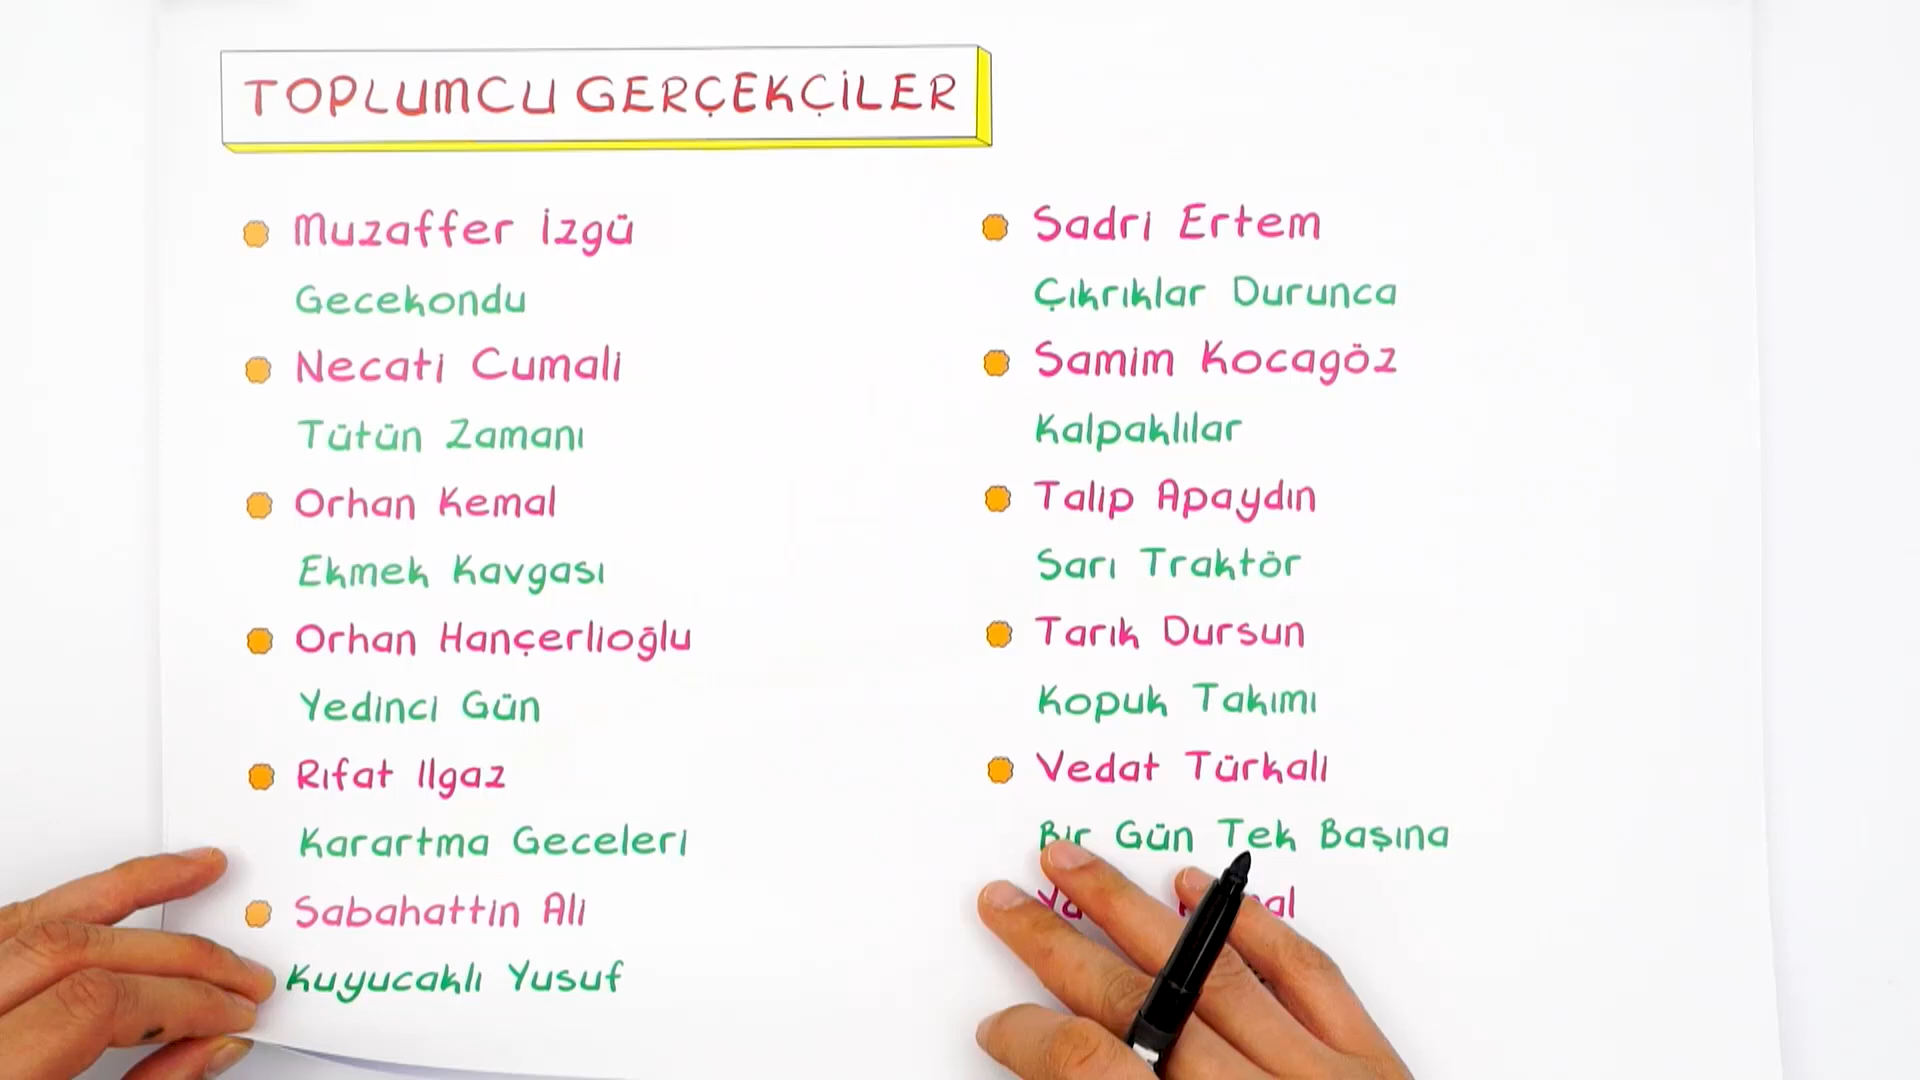 TOPLUMCU GERÇEKÇİLER
Muzaffer İzgü
Gecekondu
Necati Cumali
Tütün Zamanı
Orhan Kemal
Ekmek Kavgası
Orhan Hançerlioğlu
Yedinci Gün
Rıfat Ilgaz
Karartma Geceleri
Sabahattin Ali
Kuyucaklı Yusuf
Sadri Ertem
Çıkrıklar Durunca
Samim Kocagöz
Kalpaklılar
Talip Apaydın
Sarı Traktör
Tarık Dursun
Kopuk Takımı
Vedat Türkali
Bir Gün Tek Başına